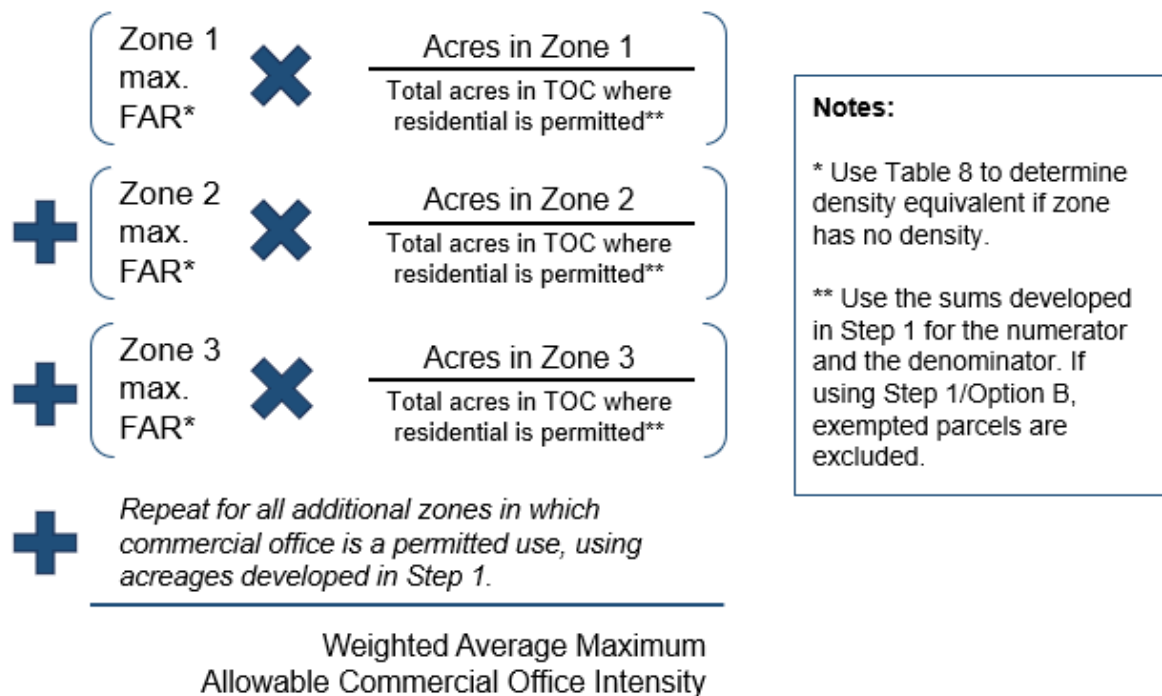 Zone 1
max.
FAR*
Acres in Zone 1
Total acres in TOC where
residential is permitted**
Zone 2
max.
FAR*
Acres in Zone 2
Total acres in TOC where
residential is permitted**
Zone 3
max.
FAR*
Acres in Zone 3
Total acres in TOC where
residential is permitted**
Repeat for all additional zones in which
commercial office is a permitted use, using
acreages developed in Step 1.
Weighted Average Maximum
Allowable Commercial Office Intensity
Notes:
* Use Table 8 to determine
density equivalent if zone
has no density.
** Use the sums developed
in Step 1 for the numerator
and the denominator. If
using Step 1/Option B,
exempted parcels are
excluded.